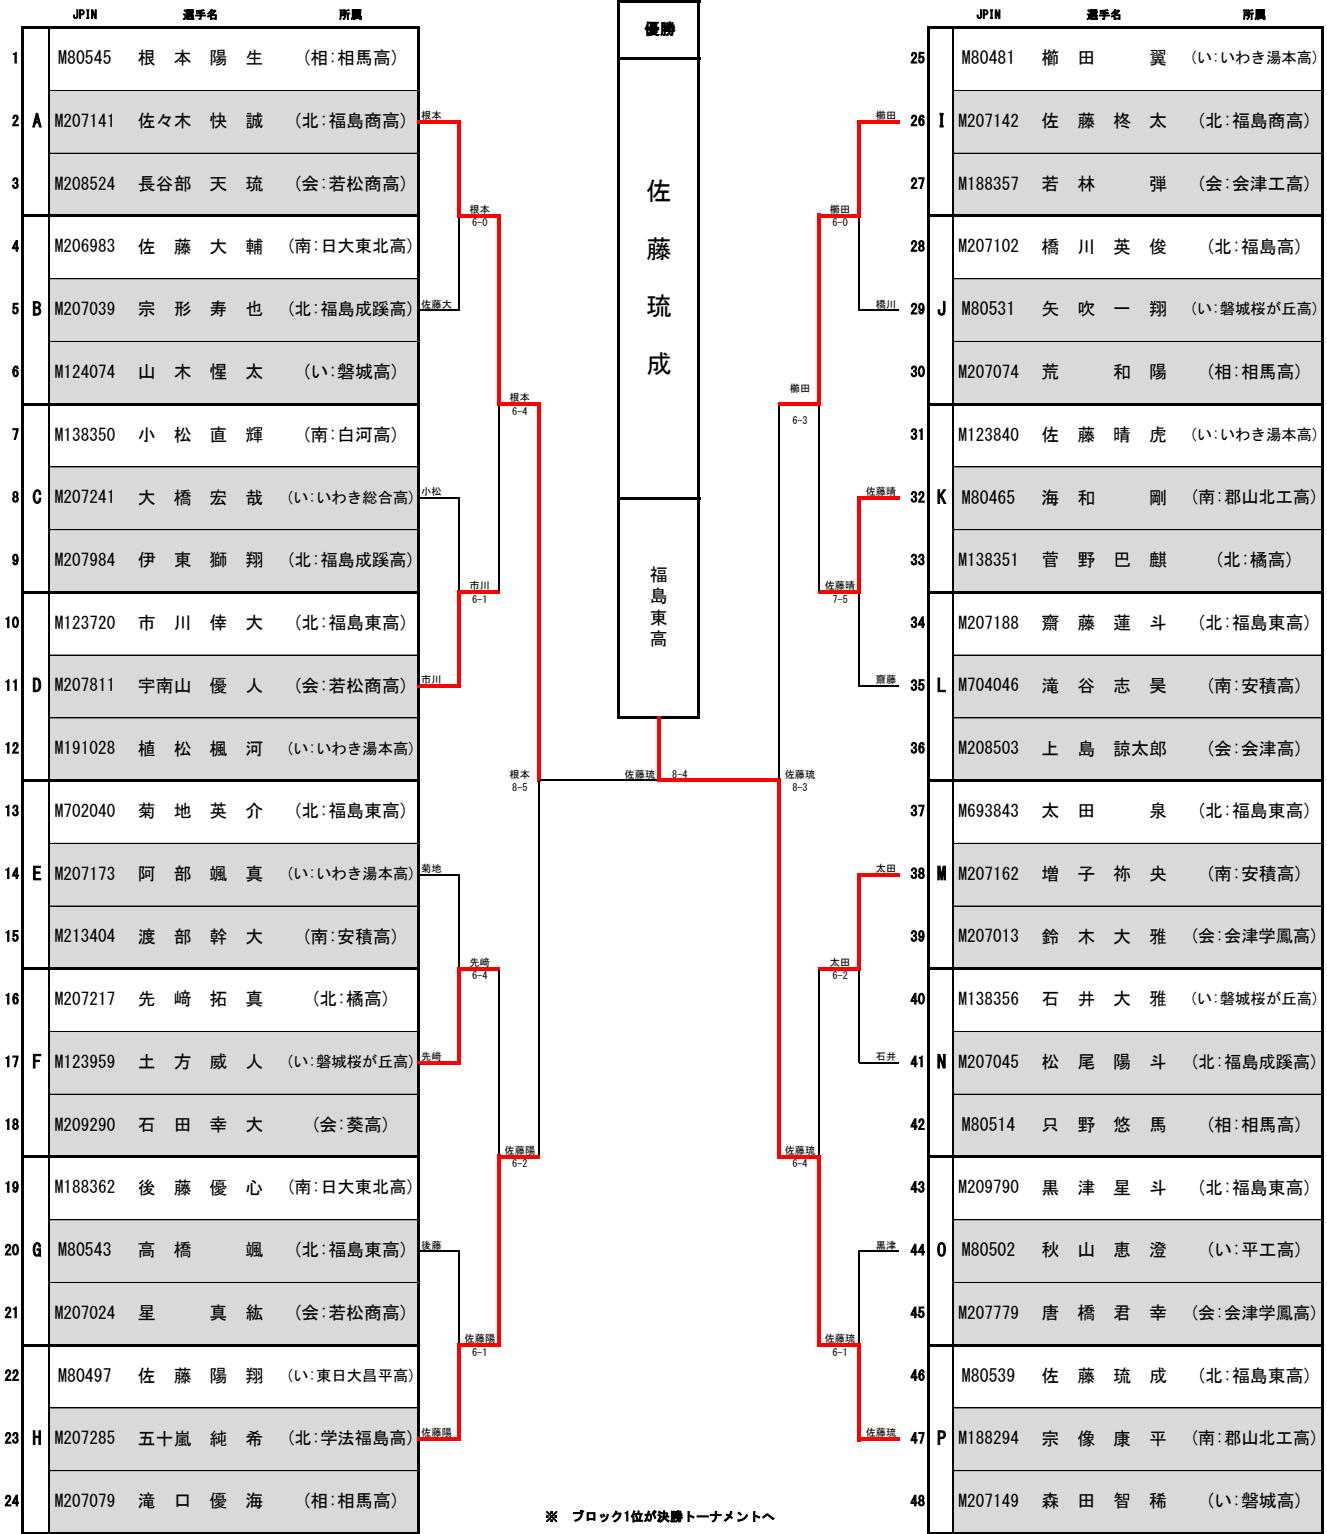 JPIN 選手名 所属
1 M80545 根本陽生 (相:相馬高)
2 A M207141 佐々木快誠 (北:福島商高)
3 M208524 長谷部天琉 (会:若松商高)
4 M206983 佐藤大輔 (南:日大東北高)
5 B M207039 宗形寿也 (北:福島成蹊高)
6 M124074 山木惺太 (い:磐城高)
7 M138350 小松直輝 (南:白河高)
8 C M207241 大橋宏哉 (い:いわき総合高)
9 M207984 伊東獅翔 (北:福島成蹊高)
10 M123720 市川倖大 (北:福島東高)
11 D M207811 宇南山優人 (会:若松商高)
12 M191028 植松楓河 (い:いわき湯本高)
13 M702040 菊地英介 (北:福島東高)
14 E M207173 阿部颯真 (い:いわき湯本高)
15 M213404 渡部幹大 (南:安積高)
16 M207217 先﨑拓真 (北:橘高)
17 F M123959 土方威人 (い:磐城桜が丘高)
18 M209290 石田幸大 (会:葵高)
19 M188362 後藤優心 (南:日大東北高)
20 G M80543 高橋颯 (北:福島東高)
21 M207024 星真紘 (会:若松商高)
22 M80497 佐藤陽翔 (い:東日大昌平高)
23 H M207285 五十嵐純希 (北:学法福島高)
24 M207079 滝口優海 (相:相馬高)
根本
佐藤大
小松
市川
菊地
先﨑
後藤
佐藤陽
根本
6-0
市川
6-1
先﨑
6-4
佐藤陽
6-1
根本
6-4
佐藤陽
6-2
根本
8-5
優勝
佐藤琉成
福島東高
佐藤琉 8-4
佐藤琉
8-3
櫛田
6-3
佐藤琉
6-4
櫛田
6-0
佐藤晴
7-5
太田
6-2
佐藤琉
6-1
櫛田
橋川
佐藤晴
齋藤
太田
石井
黒津
佐藤琉
JPIN 選手名 所属
25 M80481 櫛田翼 (い:いわき湯本高)
26 I M207142 佐藤柊太 (北:福島商高)
27 M188357 若林弾 (会:会津工高)
28 M207102 橋川英俊 (北:福島高)
29 J M80531 矢吹一翔 (い:磐城桜が丘高)
30 M207074 荒和陽 (相:相馬高)
31 M123840 佐藤晴虎 (い:いわき湯本高)
32 K M80465 海和剛 (南:郡山北工高)
33 M138351 菅野巴麒 (北:橘高)
34 M207188 齋藤蓮斗 (北:福島東高)
35 L M704046 滝谷志昊 (南:安積高)
36 M208503 上島諒太郎 (会:会津高)
37 M693843 太田泉 (北:福島東高)
38 M M207162 増子祢央 (南:安積高)
39 M207013 鈴木大雅 (会:会津学鳳高)
40 M138356 石井大雅 (い:磐城桜が丘高)
41 N M207045 松尾陽斗 (北:福島成蹊高)
42 M80514 只野悠馬 (相:相馬高)
43 M209790 黒津星斗 (北:福島東高)
44 O M80502 秋山恵澄 (い:平工高)
45 M207779 唐橋君幸 (会:会津学鳳高)
46 M80539 佐藤琉成 (北:福島東高)
47 P M188294 宗像康平 (南:郡山北工高)
48 M207149 森田智稀 (い:磐城高)
※ ブロック1位が決勝トーナメントへ